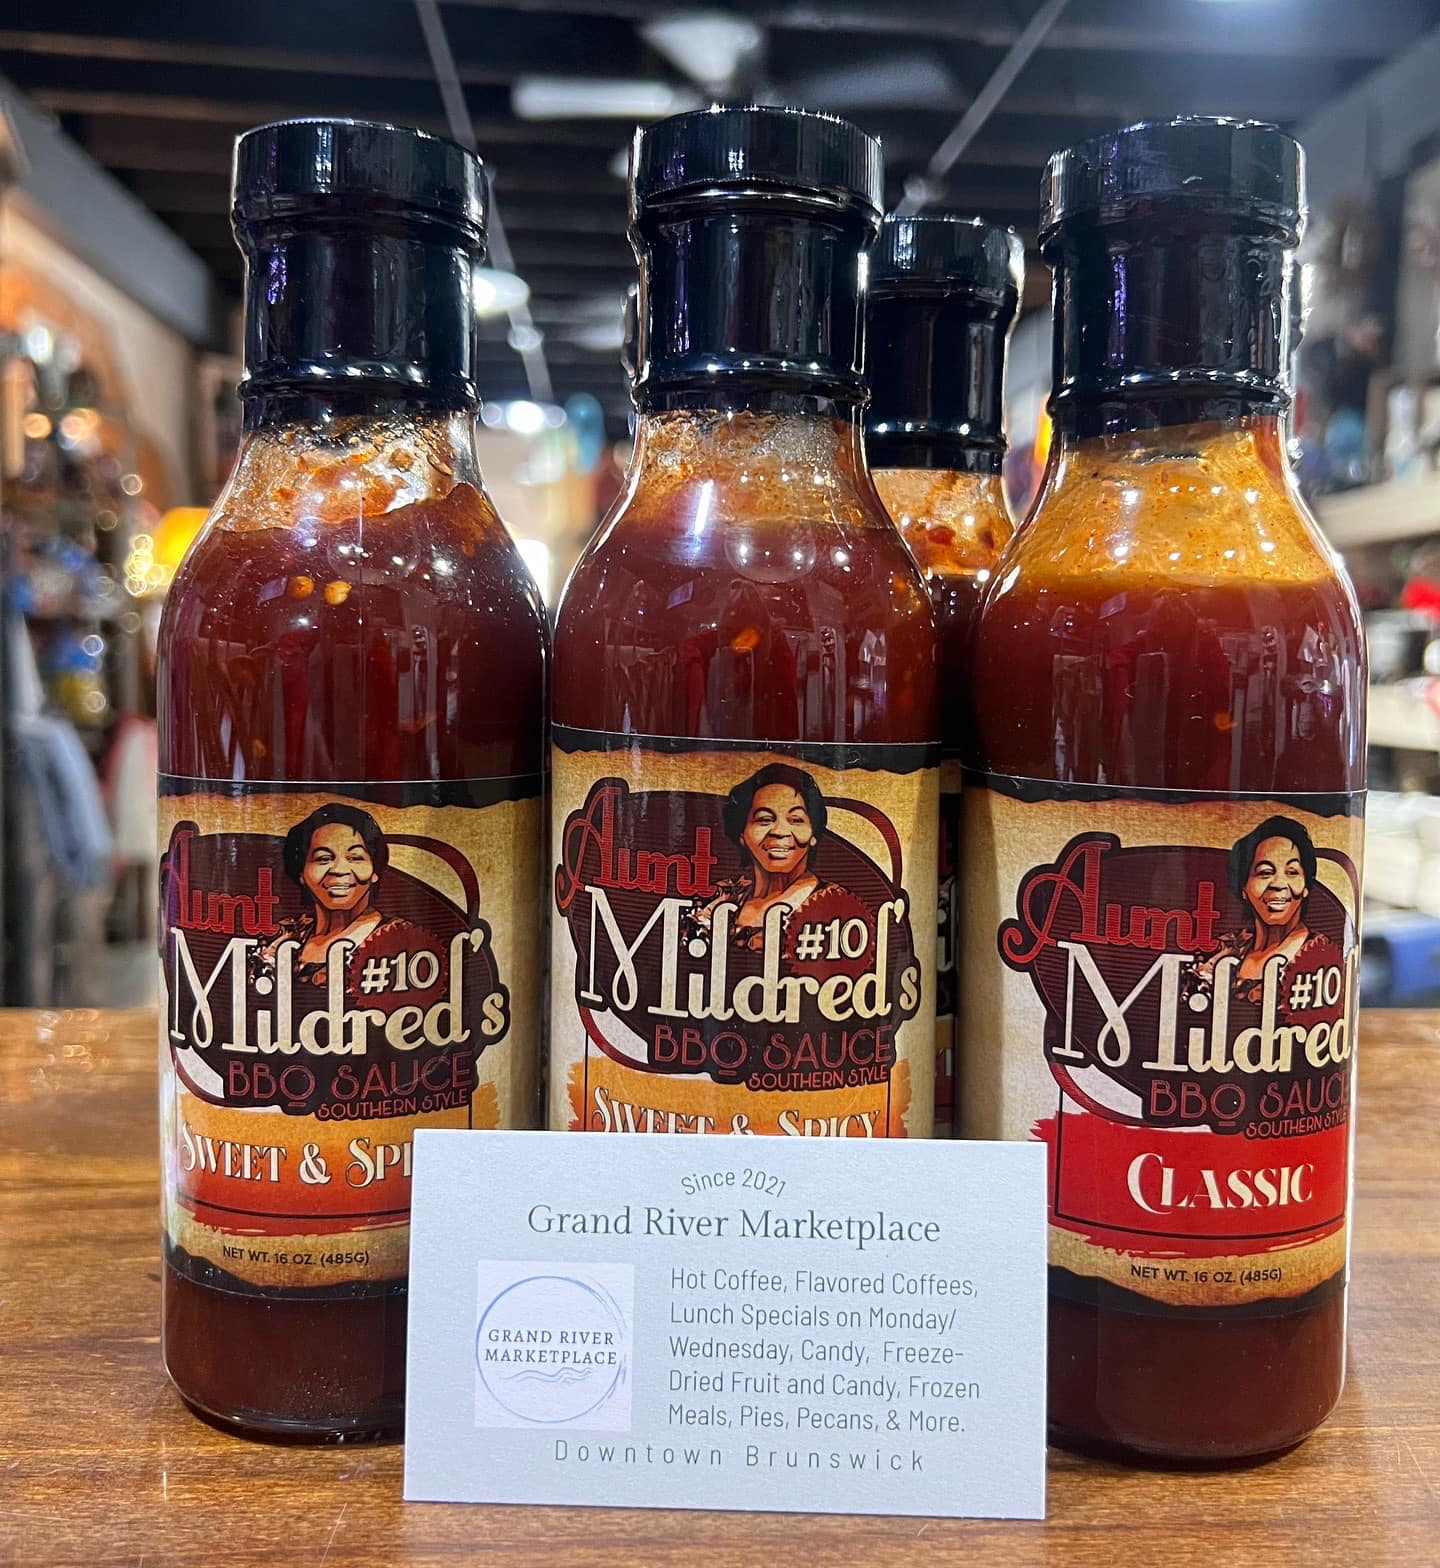 Aunt
Mildred's
#10
BBQ SAUCE
SOUTHERN STYLE
SWEET & SPI
NET WT. 16 OZ. (485G)
Aunt
Mildred's
#10
BBQ SAUCE
SOUTHERN STYLE
SWEET & SPICY
Aunt
Mildred
#10
BBQ SAUC
SOUTHERN STYLE
CLASSIC
NET WT. 16 OZ. (485G)
Since 2021
Grand River Marketplace
GRAND RIVER
MARKETPLACE
Hot Coffee, Flavored Coffees,
Lunch Specials on Monday/
Wednesday, Candy, Freeze-
Dried Fruit and Candy, Frozen
Meals, Pies, Pecans, & More.
Downtown Brunswick